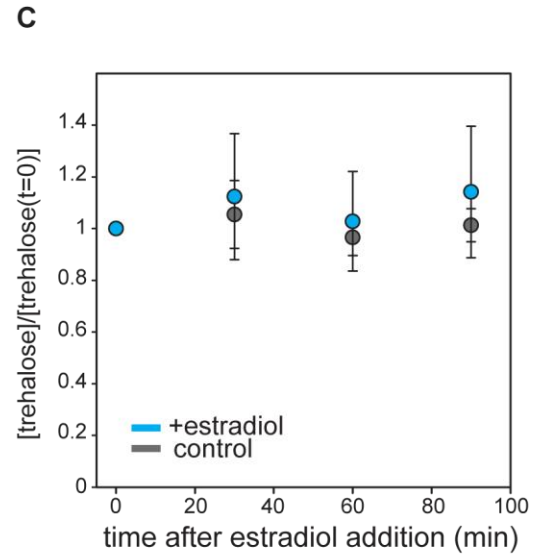 C
[trehalose]/[trehalose(t=0)]
1.4
1.2
1
0.8
0.6
0.4
0.2
0
+estradiol
control
0 20 40 60 80 100
time after estradiol addition (min)